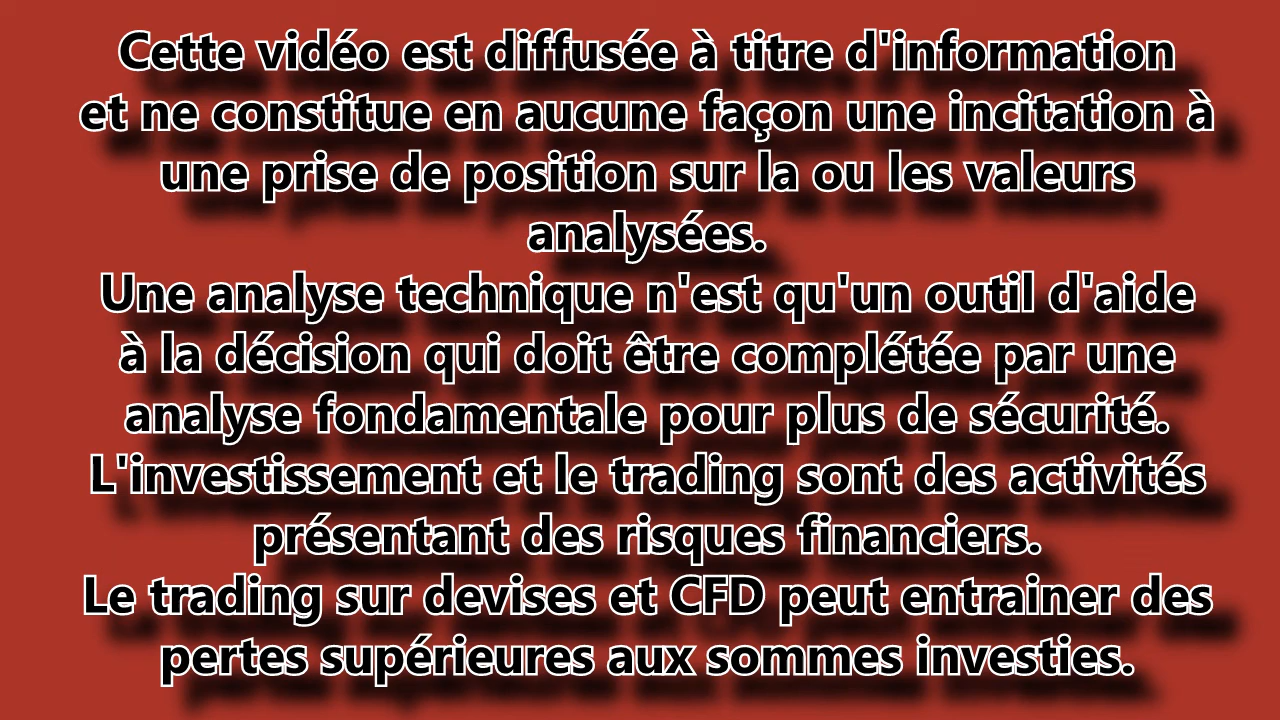 Cette vidéo est diffusée à titre d'information
et ne constitue en aucune façon une incitation à
une prise de position sur la ou les valeurs
analysées.
Une analyse technique n'est qu'un outil d'aide
à la décision qui doit être complétée par une
analyse fondamentale pour plus de sécurité.
L'investissement et le trading sont des activités
présentant des risques financiers.
Le trading sur devises et CFD peut entrainer des
pertes supérieures aux sommes investies.